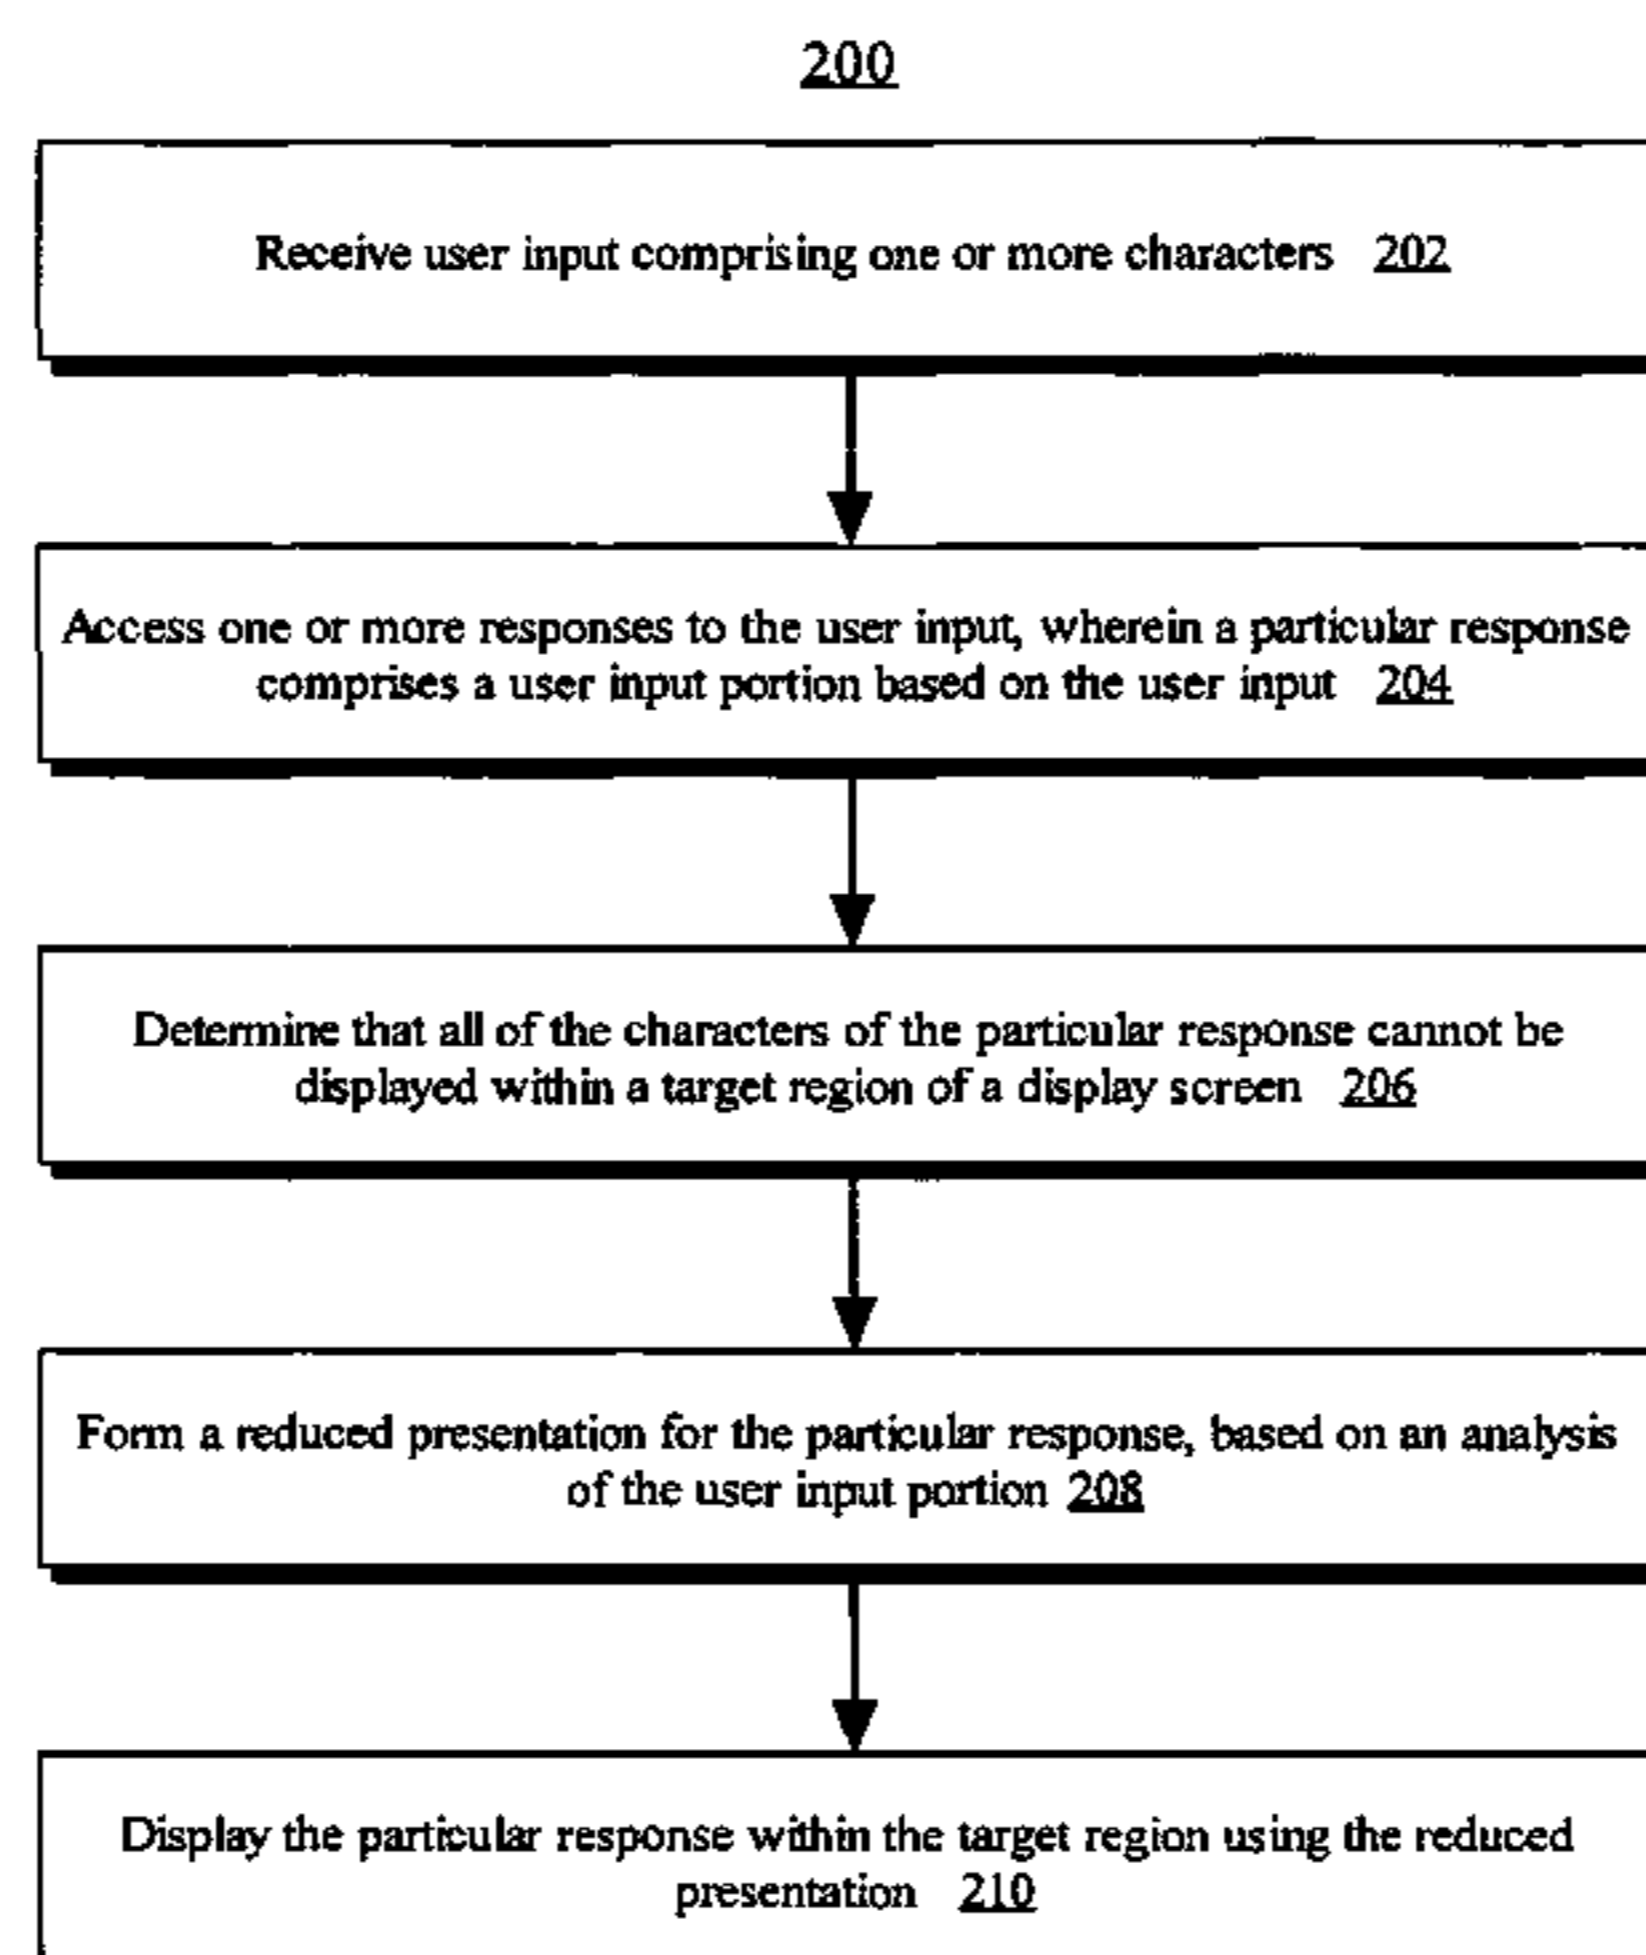 200
Receive user input comprising one or more characters 202
Access one or more responses to the user input, wherein a particular response
comprises a user input portion based on the user input 204
Determine that all of the characters of the particular response cannot be
displayed within a target region of a display screen 206
Form a reduced presentation for the particular response, based on an analysis
of the user input portion 208
Display the particular response within the target region using the reduced
presentation 210